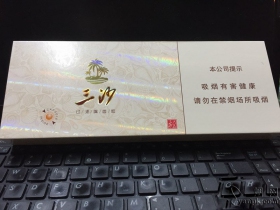 三沙
本公司提示
吸烟有害健康
请勿在禁烟场所吸烟